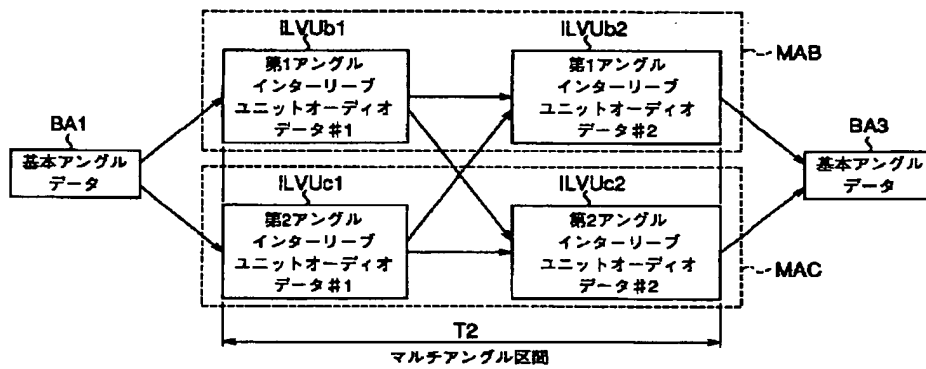 ILVUb1
ILVUb2
第1アングル
インターリーブ
ユニットオーディオ
データ#1
第1アングル
インターリーブ
ユニットオーディオ
データ#2
MAB
BA1
基本アングル
データ
BA3
基本アングル
データ
ILVUc1
ILVUc2
第2アングル
インターリーブ
ユニットオーディオ
データ#1
第2アングル
インターリーブ
ユニットオーディオ
データ#2
MAC
T2
マルチアングル区間